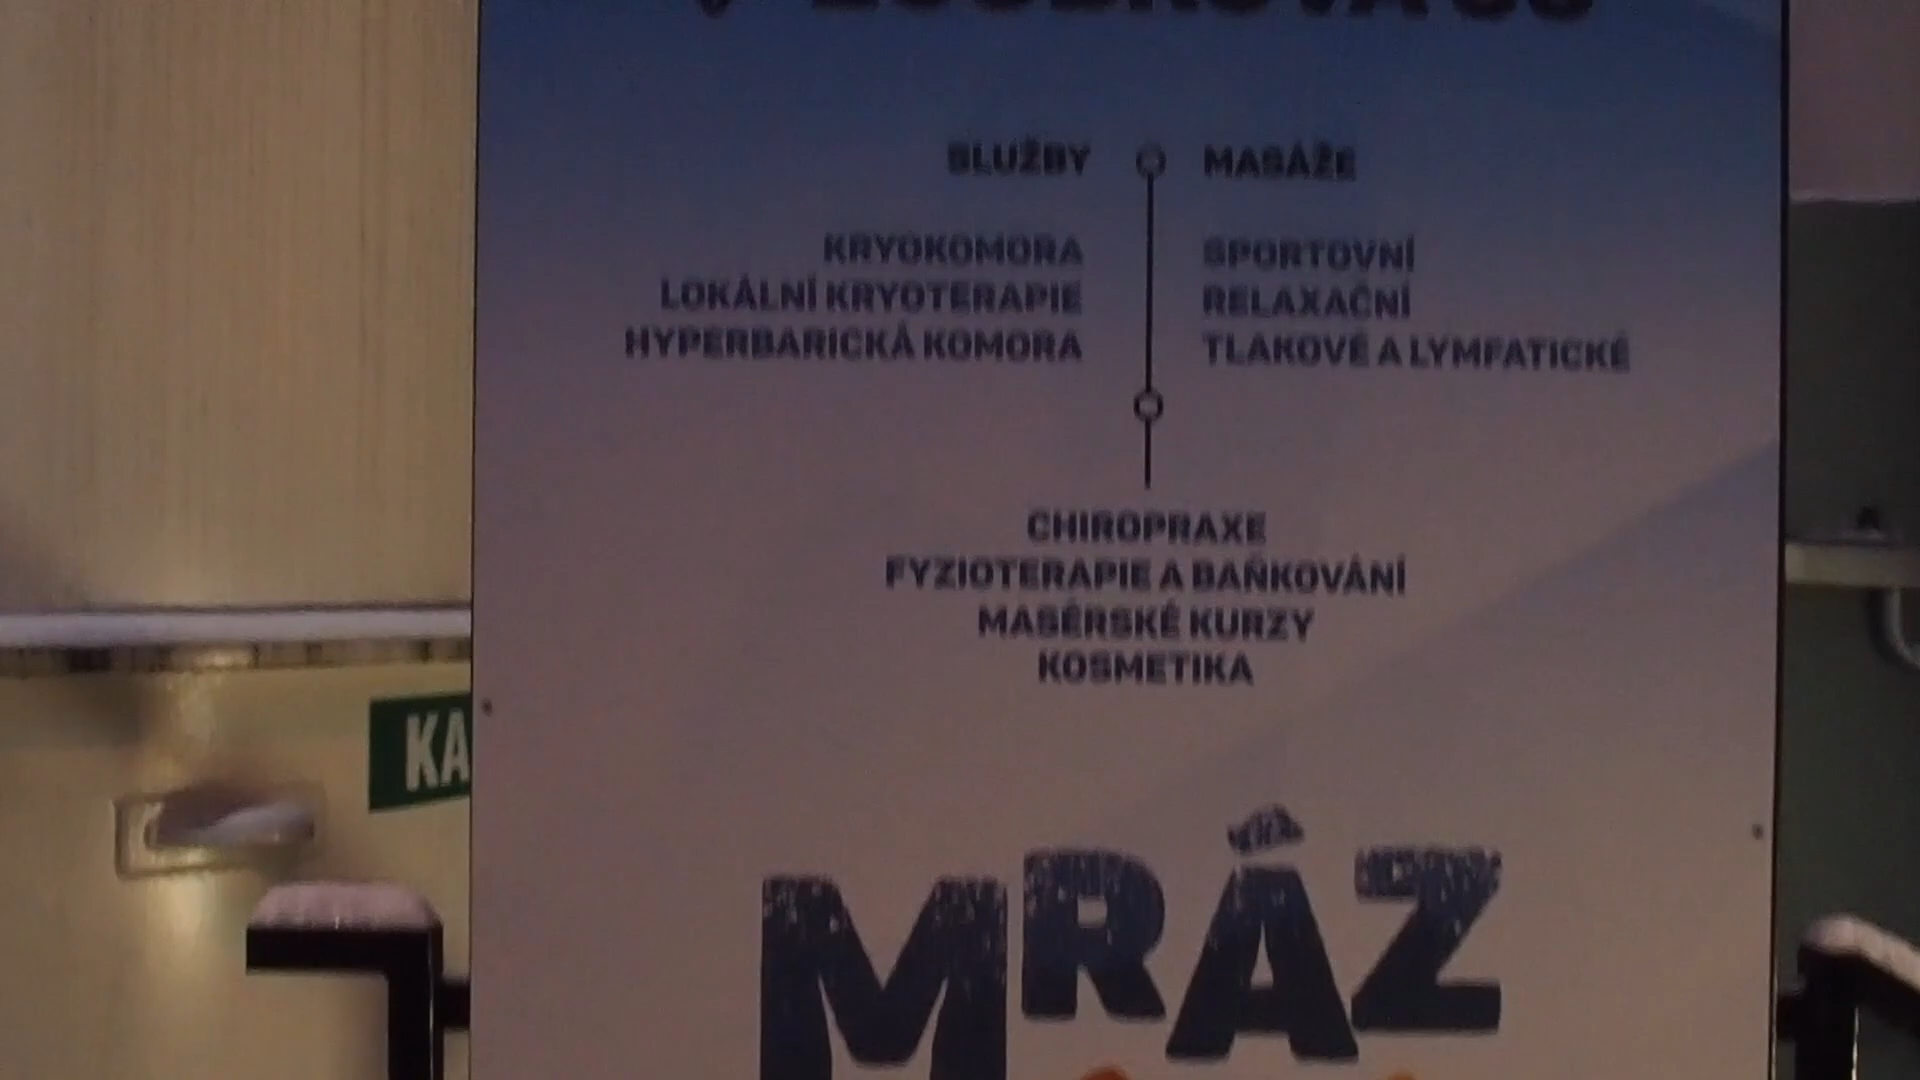 SLUŽBY
KRYOKOMORA
LOKÁLNÍ KRYOTERAPIE
HYPERBARICKÁ KOMORA
MASÁŽE
SPORTOVNÍ
RELAXAČNÍ
TLAKOVÉ A LYMFATICKÉ
CHIROPRAXE
FYZIOTERAPIE A BAŇKOVÁNÍ
MASÉRSKÉ KURZY
KOSMETIKA
KA
MRÁZ